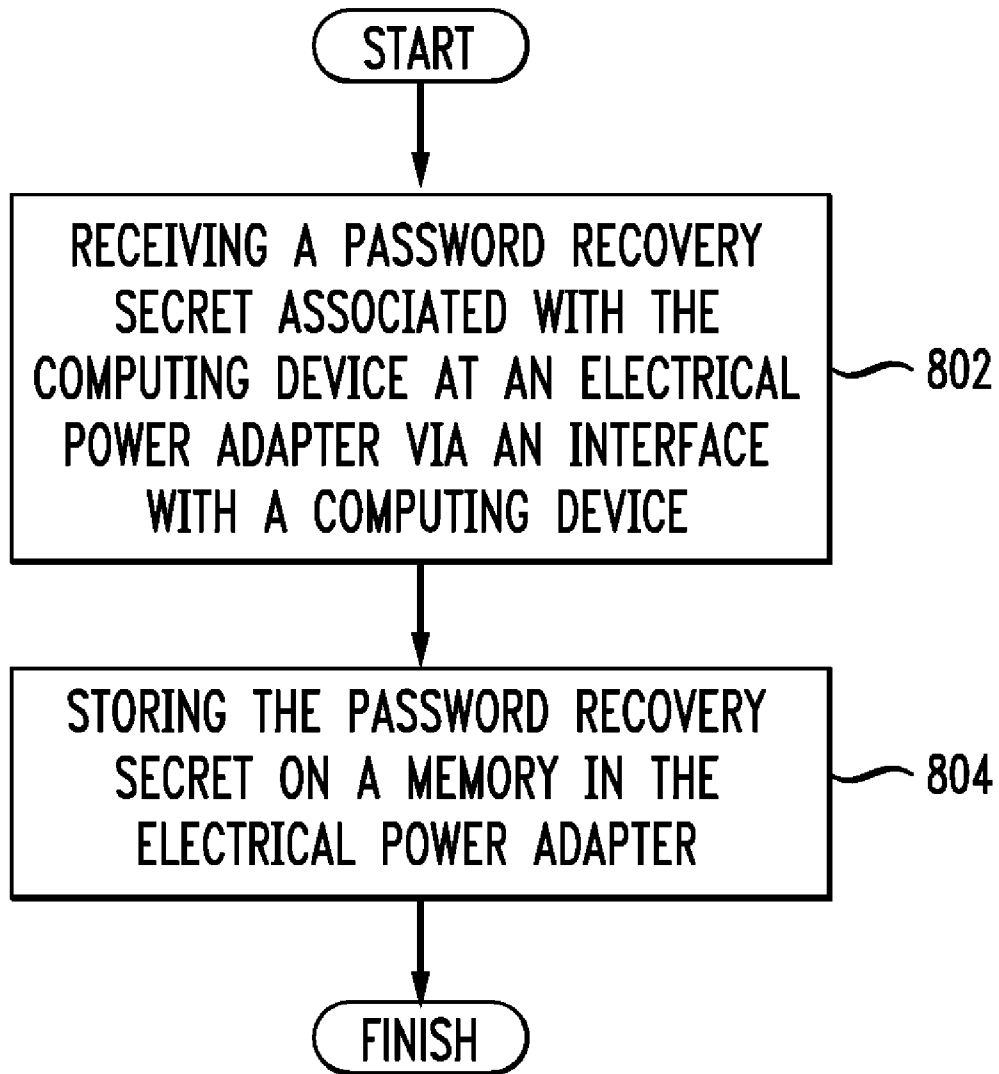 START
RECEIVING A PASSWORD RECOVERY
SECRET ASSOCIATED WITH THE
COMPUTING DEVICE AT AN ELECTRICAL
POWER ADAPTER VIA AN INTERFACE
WITH A COMPUTING DEVICE
802
STORING THE PASSWORD RECOVERY
SECRET ON A MEMORY IN THE
ELECTRICAL POWER ADAPTER
804
FINISH